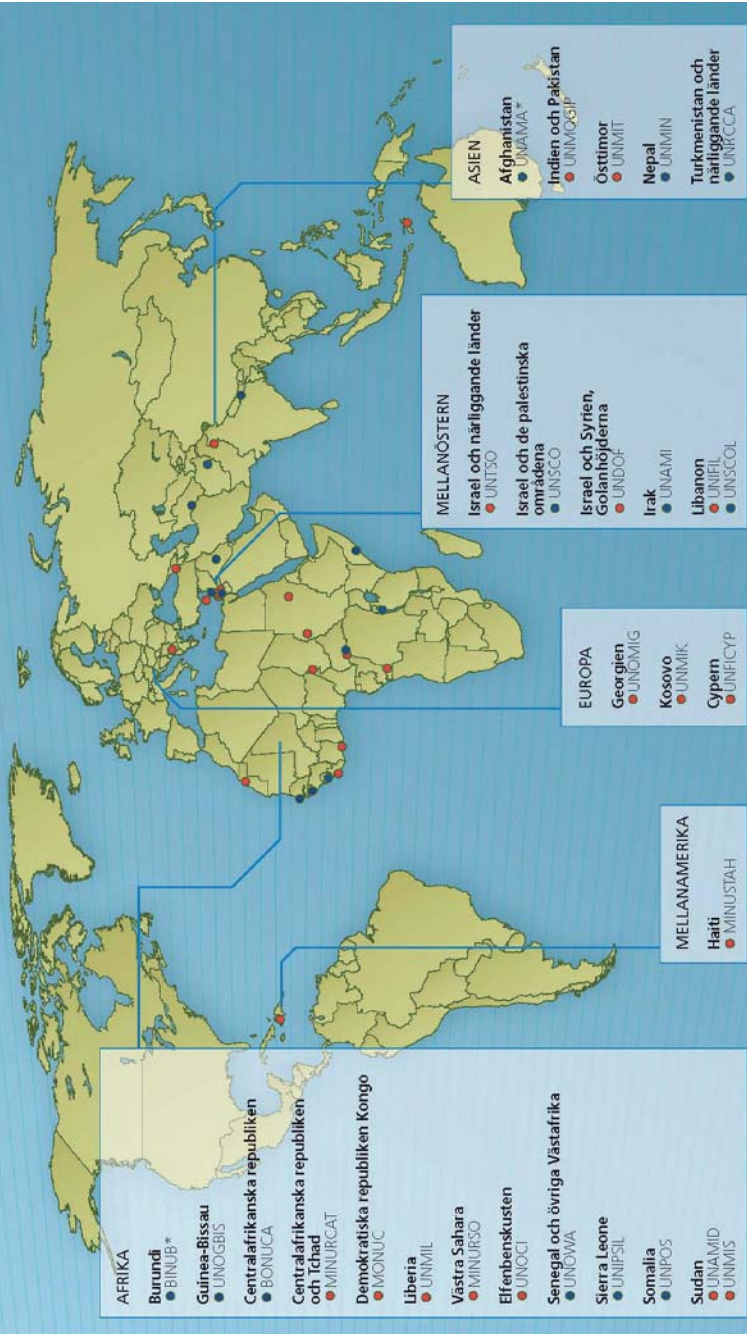 AFRIKA
Burundi
BINUB*
Guinea-Bissau
UNOGBIS
Centralafrikanska republiken
BONUCA
Centralafrikanska republiken
och Tchad
MINURCAT
Demokratiska republiken Kongo
MONUC
Liberia
UNMIL
Västra Sahara
MINURSO
Elfenbenskusten
UNOCI
Senegal och övriga Västafrika
UNOWA
Sierra Leone
UNIPSIL
Somalia
UNPOS
Sudan
UNAMID
UNMIS
MELLANAMERIKA
Haiti
MINUSTAH
EUROPA
Georgien
UNOMIG
Kosovo
UNMIK
Cypern
UNFICYP
MELLANÖSTERN
Israel och närliggande länder
UNTSO
Israel och de palestinska
områdena
UNSCO
Israel och Syrien,
Golanhöjderna
UNDOF
Irak
UNAMI
Libanon
UNIFIL
UNSCOL
ASIEN
Afghanistan
UNAMA*
Indien och Pakistan
UNMOGIP
Östtimor
UNMIT
Nepal
UNMIN
Turkmenistan och
närliggande länder
UNRCCA